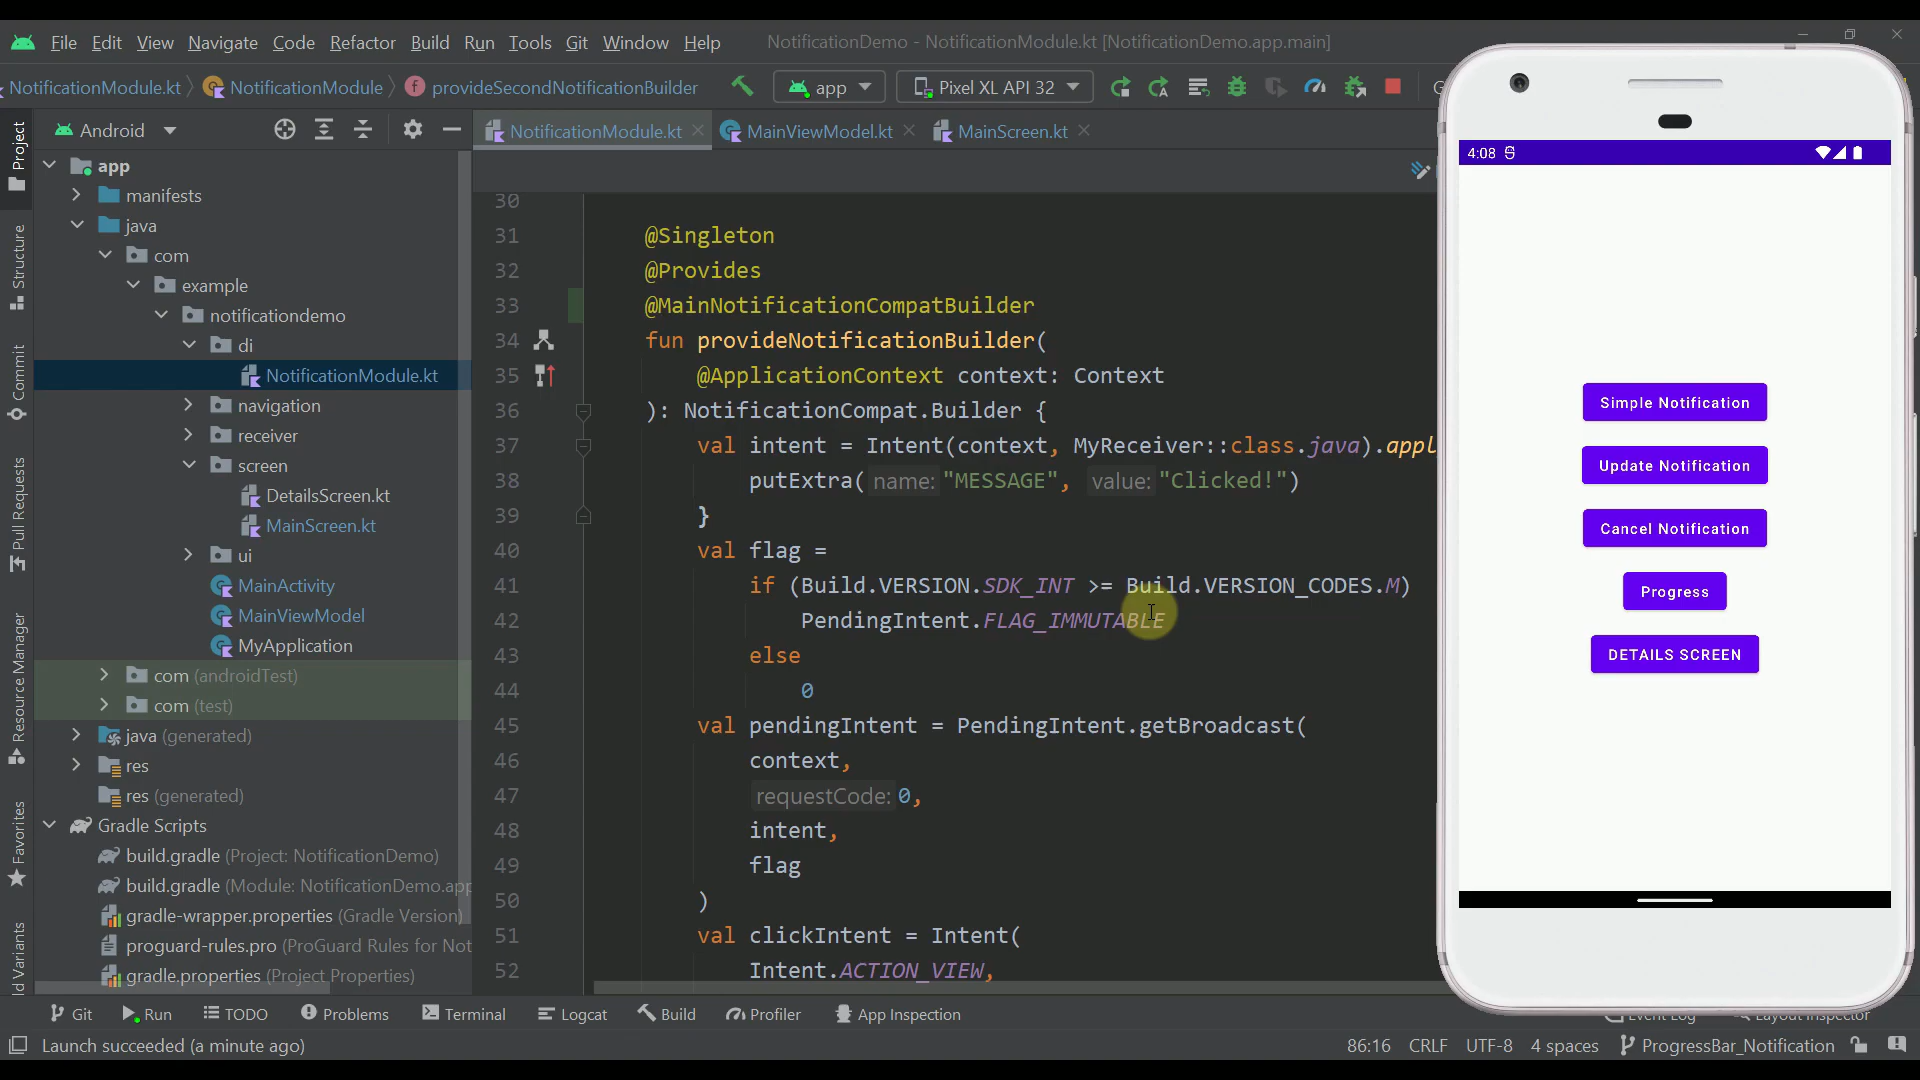 File Edit View Navigate Code Refactor Build Run Tools Git Window Help NotificationDemo - NotificationModule.kt [NotificationDemo.app.main]
NotificationModule.kt NotificationModule provideSecondNotificationBuilder app Pixel XL API 32
Android
NotificationModule.kt MainViewModel.kt MainScreen.kt
Project
Structure
Commit
Pull Requests
Resource Manager
Favorites
ld Variants
app
manifests
java
com
example
notificationdemo
di
NotificationModule.kt
navigation
receiver
screen
DetailsScreen.kt
MainScreen.kt
ui
MainActivity
MainViewModel
MyApplication
com (androidTest)
com (test)
java (generated)
res
res (generated)
Gradle Scripts
build.gradle (Project: NotificationDemo)
build.gradle (Module: NotificationDemo.app
gradle-wrapper.properties (Gradle Version)
proguard-rules.pro (ProGuard Rules for Not
gradle.properties (Project Properties)
30
31 @Singleton
32 @Provides
33 @MainNotificationCompatBuilder
34 fun provideNotificationBuilder(
35 @ApplicationContext context: Context
36 ): NotificationCompat.Builder {
37 val intent = Intent(context, MyReceiver::class.java).appl
38 putExtra( name: "MESSAGE", value: "Clicked!")
39 }
40 val flag =
41 if (Build.VERSION.SDK_INT >= Build.VERSION_CODES.M)
42 PendingIntent.FLAG_IMMUTABLE
43 else
44 0
45 val pendingIntent = PendingIntent.getBroadcast(
46 context,
47 requestCode: 0,
48 intent,
49 flag
50 )
51 val clickIntent = Intent(
52 Intent.ACTION_VIEW,
4:08
Simple Notification
Update Notification
Cancel Notification
Progress
DETAILS SCREEN
Git Run TODO Problems Terminal Logcat Build Profiler App Inspection Event Log Layout Inspector
Launch succeeded (a minute ago) 86:16 CRLF UTF-8 4 spaces ProgressBar_Notification